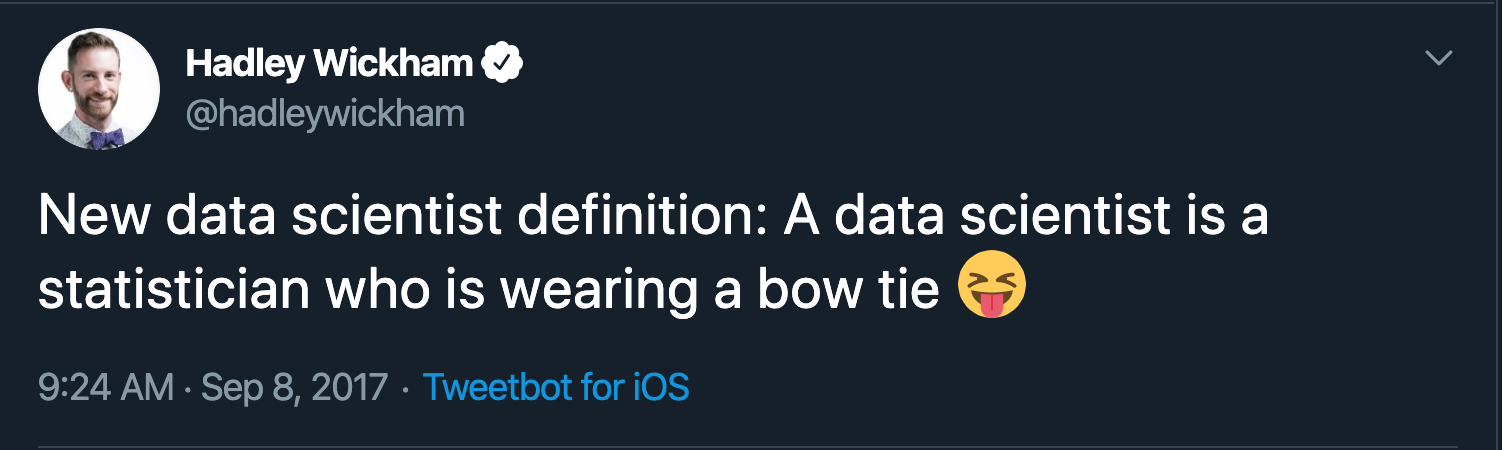 Hadley Wickham
@hadleywickham
New data scientist definition: A data scientist is a
statistician who is wearing a bow tie 😝
9:24 AM · Sep 8, 2017 · Tweetbot for iOS